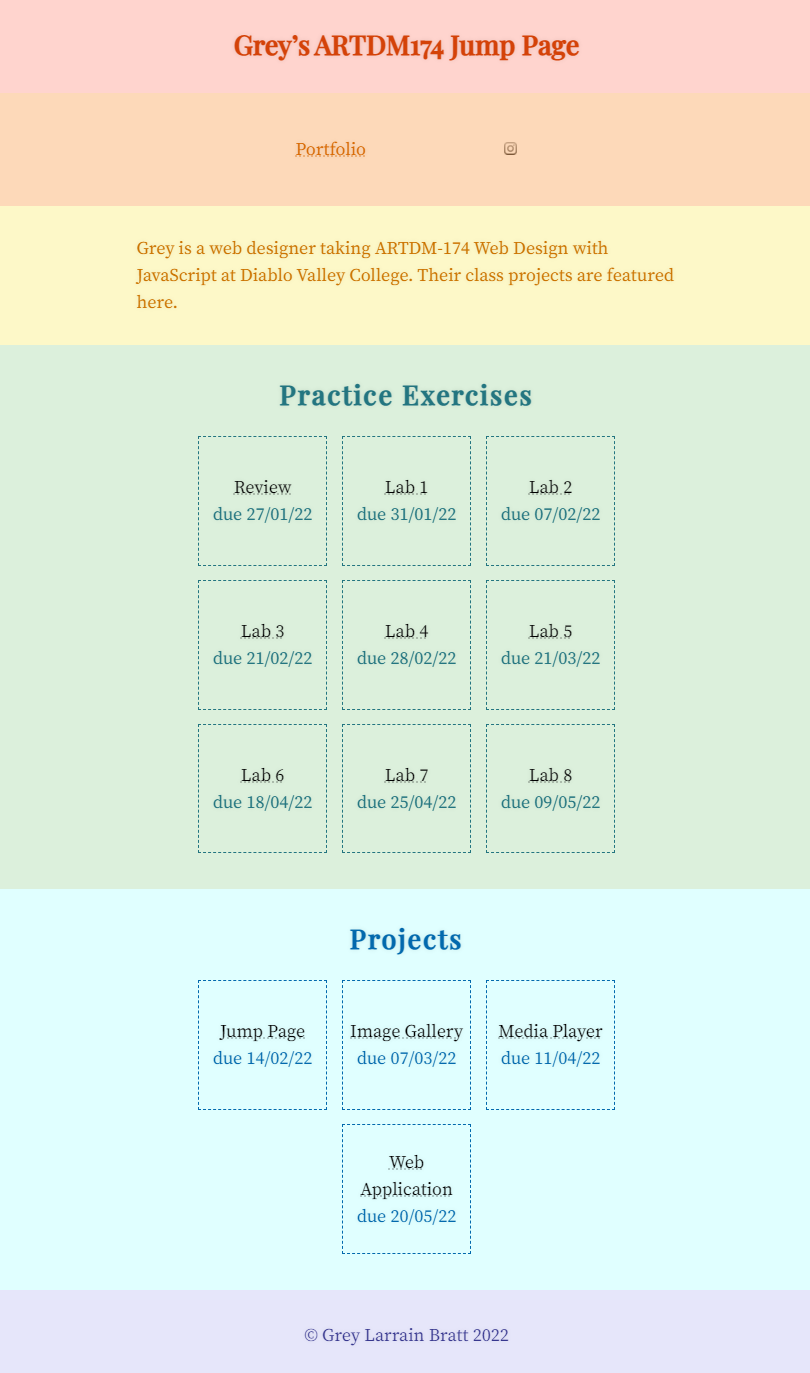 Grey’s ARTDM174 Jump Page
Portfolio
Grey is a web designer taking ARTDM-174 Web Design with
JavaScript at Diablo Valley College. Their class projects are featured
here.
Practice Exercises
Review
due 27/01/22
Lab 1
due 31/01/22
Lab 2
due 07/02/22
Lab 3
due 21/02/22
Lab 4
due 28/02/22
Lab 5
due 21/03/22
Lab 6
due 18/04/22
Lab 7
due 25/04/22
Lab 8
due 09/05/22
Projects
Jump Page
due 14/02/22
Image Gallery
due 07/03/22
Media Player
due 11/04/22
Web
Application
due 20/05/22
© Grey Larrain Bratt 2022